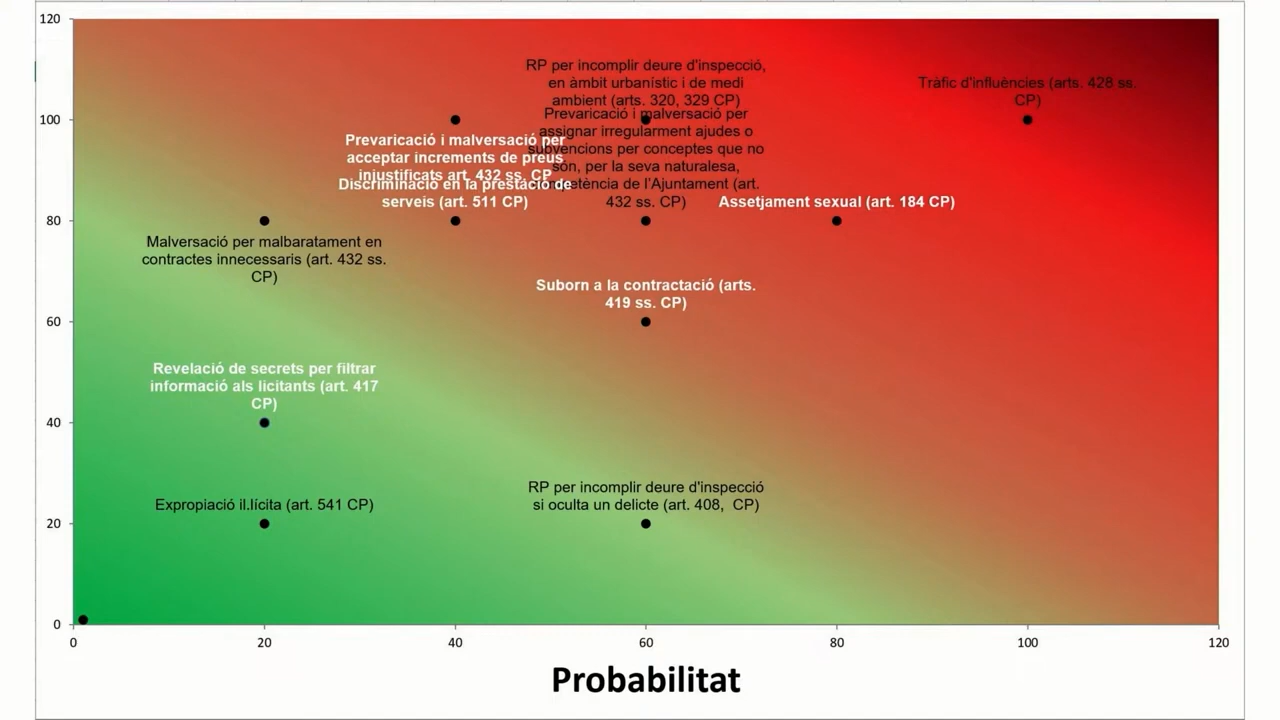 120
RP per incomplir deure d'inspecció,
en àmbit urbanístic i de medi
ambient (arts. 320, 329 CP)
Tràfic d'influències (arts. 428 ss.
CP)
100
Prevaricació i malversació per
assignar irregularment ajudes o
subvencions per conceptes que no
són, per la seva naturalesa,
competència de l'Ajuntament (art.
432 ss. CP)
Prevaricació i malversació per
acceptar increments de preus
injustificats art. 432 ss. CP
Discriminació en la prestació de
serveis (art. 511 CP)
Assetjament sexual (art. 184 CP)
80
Malversació per malbaratament en
contractes innecessaris (art. 432 ss.
CP)
Suborn a la contractació (arts.
419 ss. CP)
60
Revelació de secrets per filtrar
informació als licitants (art. 417
CP)
40
Expropiació il.lícita (art. 541 CP)
RP per incomplir deure d'inspecció
si oculta un delicte (art. 408,  CP)
20
0
0 20 40 60 80 100 120
Probabilitat